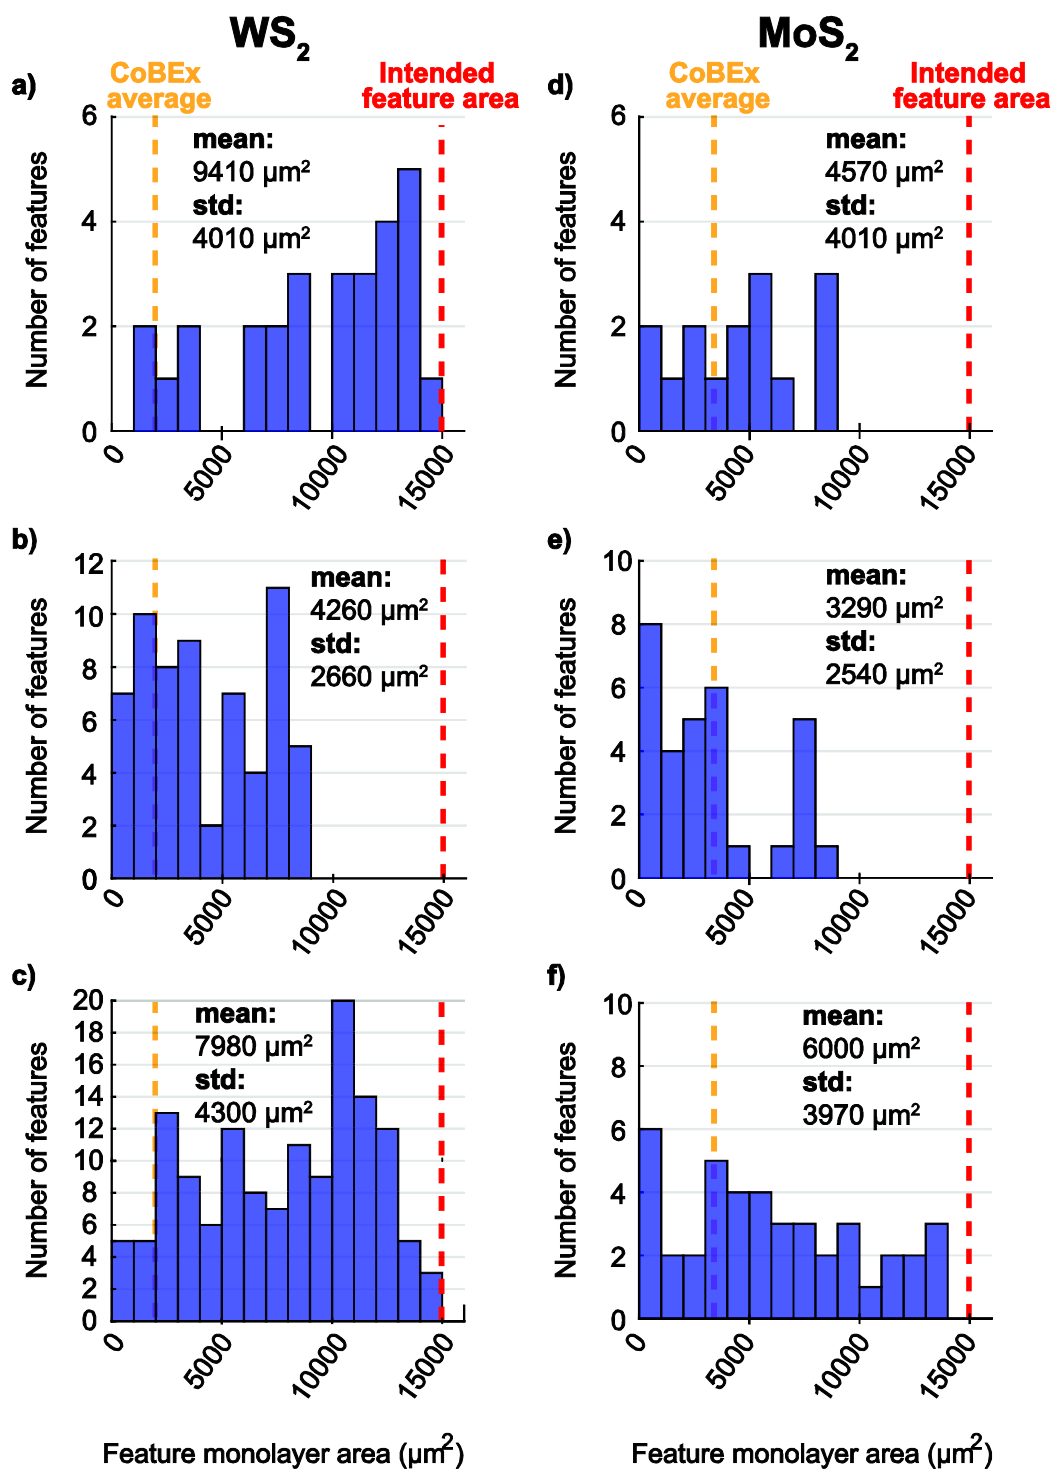 WS2
MoS2
CoBEx
average
Intended
feature area
CoBEx
average
Intended
feature area
a)
mean:
9410 µm²
std:
4010 µm²
Number of features
6
4
2
0
0
5000
10000
15000
d)
mean:
4570 µm²
std:
4010 µm²
Number of features
6
4
2
0
0
5000
10000
15000
b)
mean:
4260 µm²
std:
2660 µm²
Number of features
12
10
8
6
4
2
0
0
5000
10000
15000
e)
mean:
3290 µm²
std:
2540 µm²
Number of features
10
8
6
4
2
0
0
5000
10000
15000
c)
mean:
7980 µm²
std:
4300 µm²
Number of features
20
18
16
14
12
10
8
6
4
2
0
0
5000
10000
15000
Feature monolayer area (µm²)
f)
mean:
6000 µm²
std:
3970 µm²
Number of features
10
8
6
4
2
0
0
5000
10000
15000
Feature monolayer area (µm²)